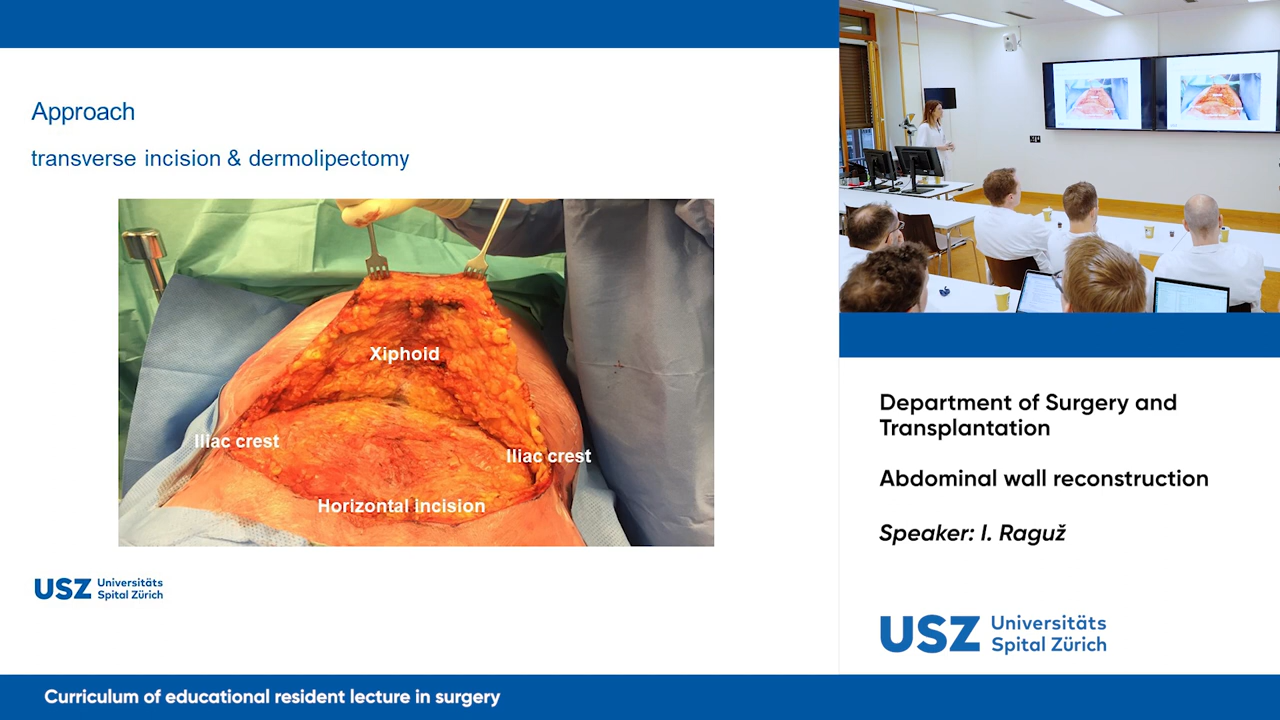 Approach
transverse incision & dermolipectomy
Xiphoid
Iliac crest
Iliac crest
Horizontal incision
USZ Universitäts
Spital Zürich
Department of Surgery and
Transplantation
Abdominal wall reconstruction
Speaker: I. Raguž
USZ Universitäts
Spital Zürich
Curriculum of educational resident lecture in surgery